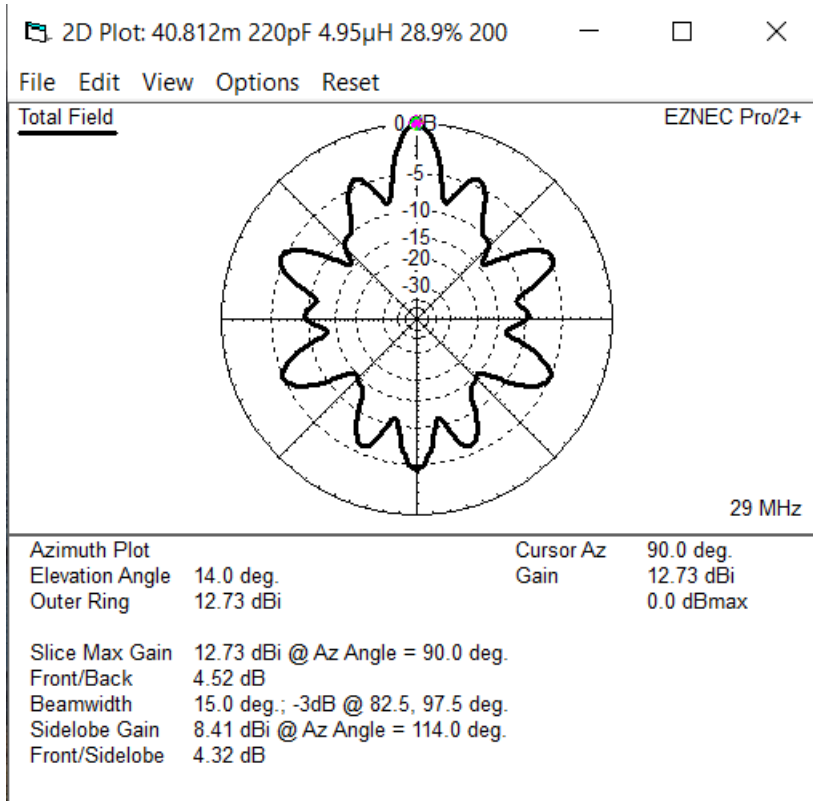 2D Plot: 40.812m 220pF 4.95µH 28.9% 200
File Edit View Options Reset
Total Field
EZNEC Pro/2+
0 dB
-5
-10
-15
-20
-30
29 MHz
Azimuth Plot
Cursor Az 90.0 deg.
Elevation Angle 14.0 deg.
Gain 12.73 dBi
Outer Ring 12.73 dBi
0.0 dBmax
Slice Max Gain 12.73 dBi @ Az Angle = 90.0 deg.
Front/Back 4.52 dB
Beamwidth 15.0 deg.; -3dB @ 82.5, 97.5 deg.
Sidelobe Gain 8.41 dBi @ Az Angle = 114.0 deg.
Front/Sidelobe 4.32 dB